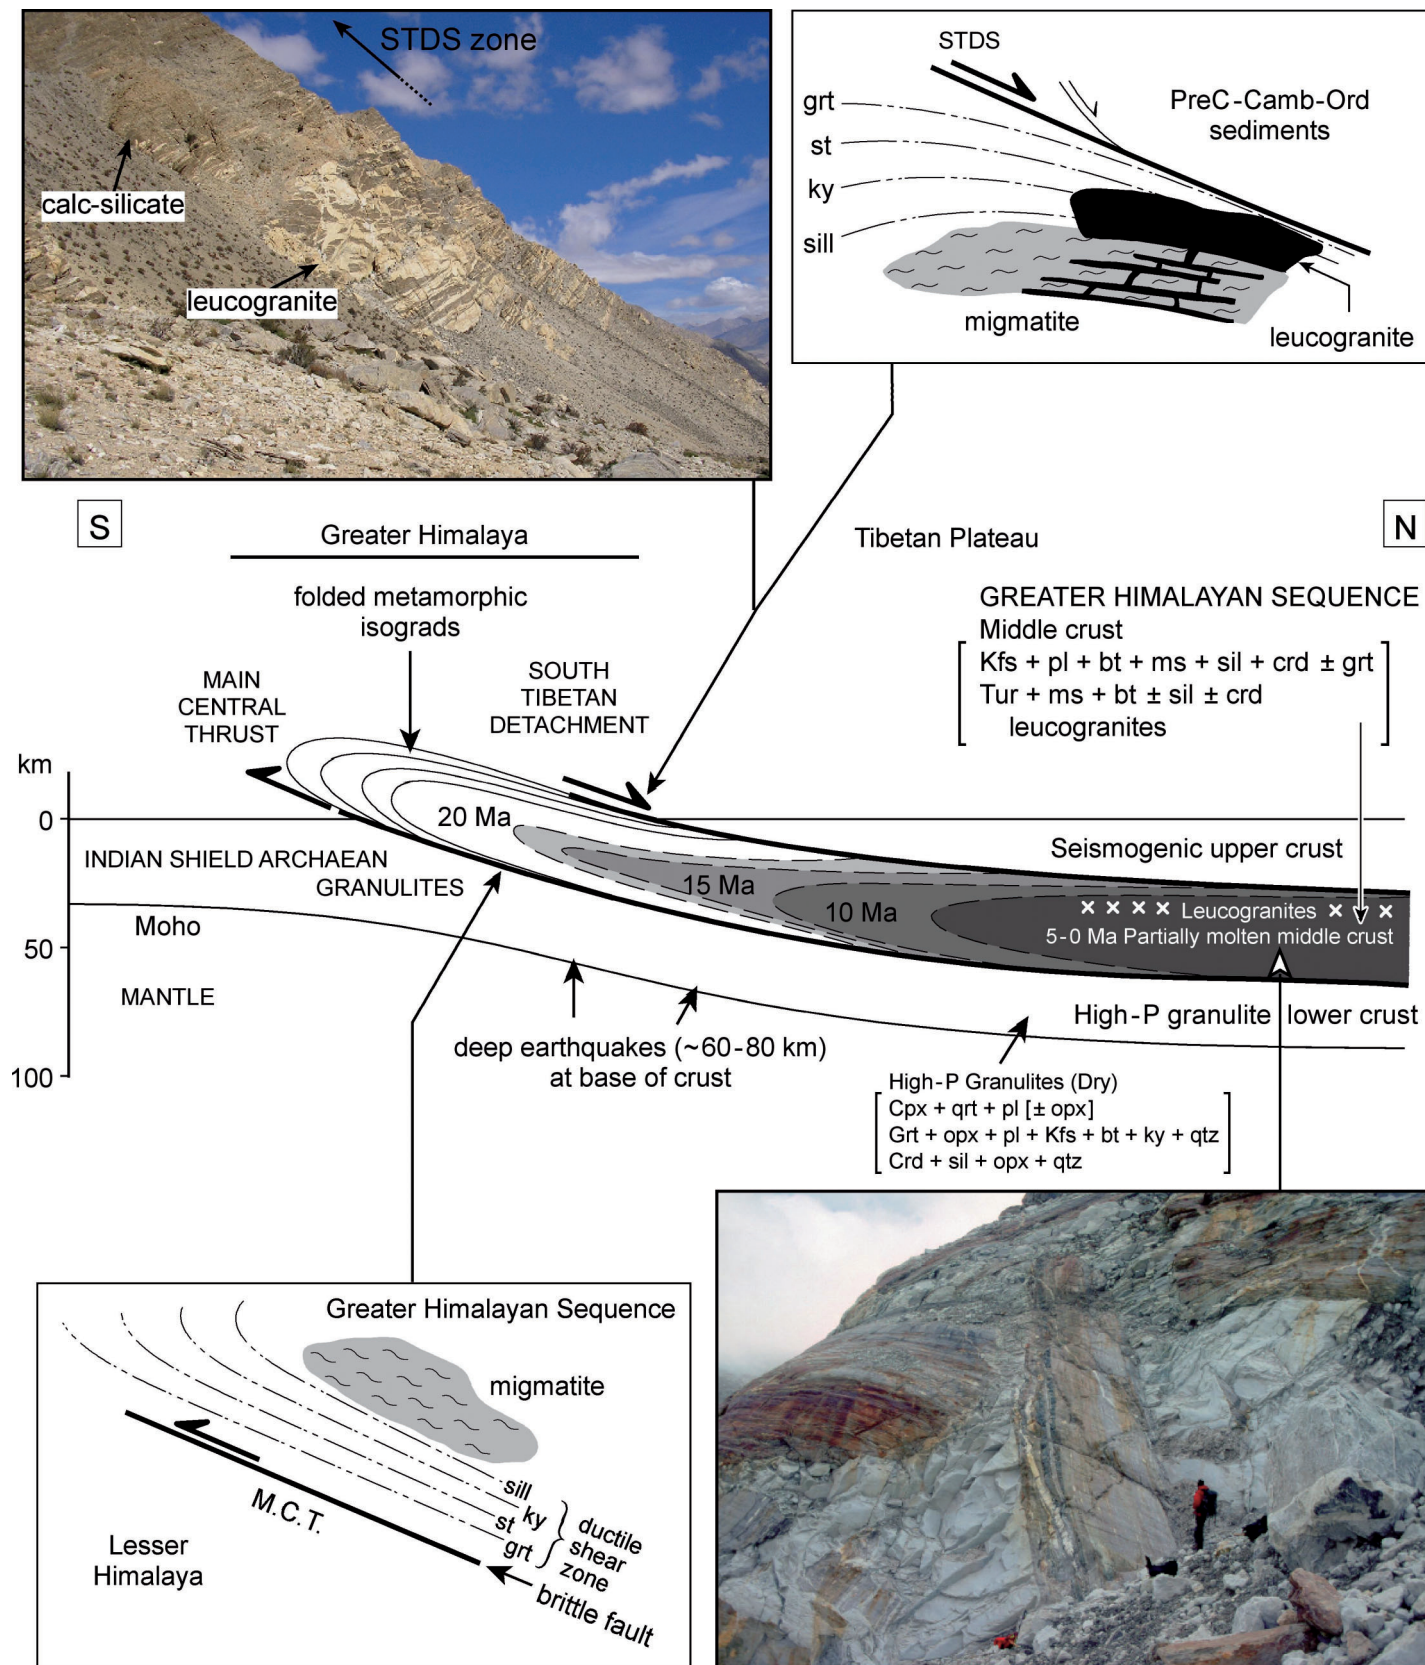 STDS zone
calc-silicate
leucogranite
STDS
PreC-Camb-Ord
sediments
grt
st
ky
sill
migmatite
leucogranite
S
N
Greater Himalaya
Tibetan Plateau
folded metamorphic
isograds
GREATER HIMALAYAN SEQUENCE
Middle crust
Kfs + pl + bt + ms + sil + crd ± grt
Tur + ms + bt ± sil ± crd
leucogranites
MAIN
CENTRAL
THRUST
SOUTH
TIBETAN
DETACHMENT
km
0
50
100
20 Ma
15 Ma
10 Ma
INDIAN SHIELD ARCHAEAN
GRANULITES
Seismogenic upper crust
Leucogranites
5-0 Ma Partially molten middle crust
Moho
MANTLE
High-P granulite lower crust
deep earthquakes (~60-80 km)
at base of crust
High-P Granulites (Dry)
Cpx + qrt + pl [± opx]
Grt + opx + pl + Kfs + bt + ky + qtz
Crd + sil + opx + qtz
Greater Himalayan Sequence
migmatite
sill
ky
st
grt
ductile
shear
zone
M.C.T.
Lesser
Himalaya
brittle fault